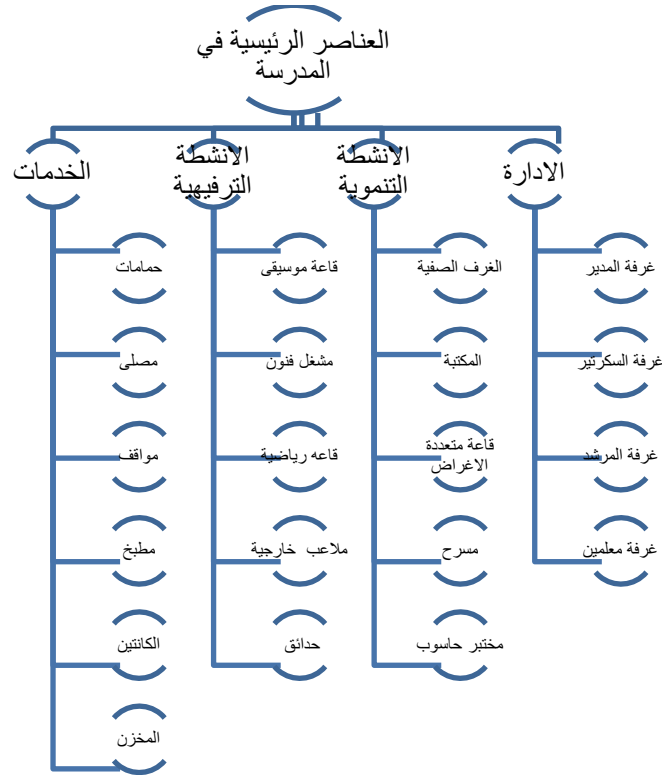 العناصر الرئيسية في
المدرسة
الادارة
غرفة المدير
غرفة السكرتير
غرفة المرشد
غرفة معلمين
الانشطة
التنموية
الغرف الصفية
المكتبة
قاعة متعددة
الاغراض
مسرح
مختبر حاسوب
الانشطة
الترفيهية
قاعة موسيقى
مشغل فنون
قاعه رياضية
ملاعب خارجية
حدائق
الخدمات
حمامات
مصلى
مواقف
مطبخ
الكانتين
المخزن